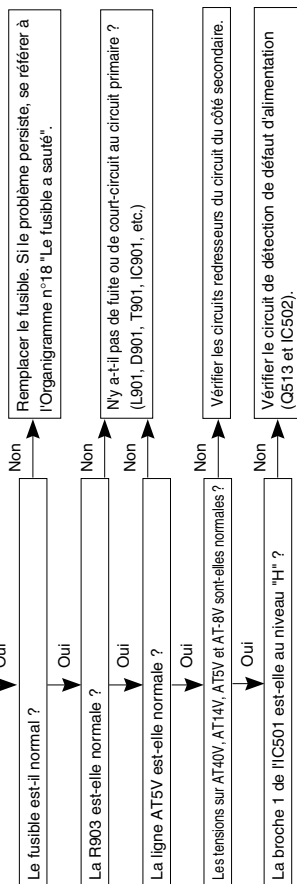 Oui
Le fusible est-il normal ?
Non
Remplacer le fusible. Si le problème persiste, se référer à
l'Organigramme n°18 "Le fusible a sauté".
Oui
La R903 est-elle normale ?
Non
N'y a-t-il pas de fuite ou de court-circuit au circuit primaire ?
(L901, D901, T901, IC901, etc.)
Oui
La ligne AT5V est-elle normale ?
Non
Oui
Les tensions sur AT40V, AT14V, AT5V et AT-8V sont-elles normales ?
Non
Vérifier les circuits redresseurs du circuit du côté secondaire.
Oui
La broche 1 de l'IC501 est-elle au niveau "H" ?
Non
Vérifier le circuit de détection de défaut d'alimentation
(Q513 et IC502).